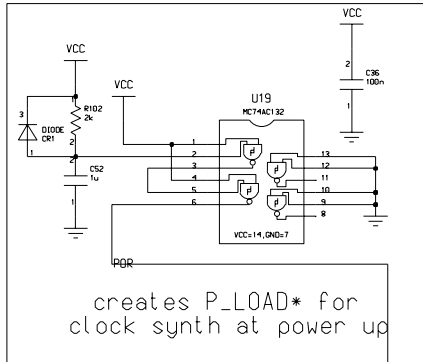 VCC
VCC
VCC
2
C36
100n
1
U19
MC74AC132
3
DIODE
CR1
1
1
R102
2k
2
2
C52
1u
1
1
2
3
4
5
6
13
12
11
10
9
8
VCC=14,GND=7
POR
creates P_LOAD* for
clock synth at power up